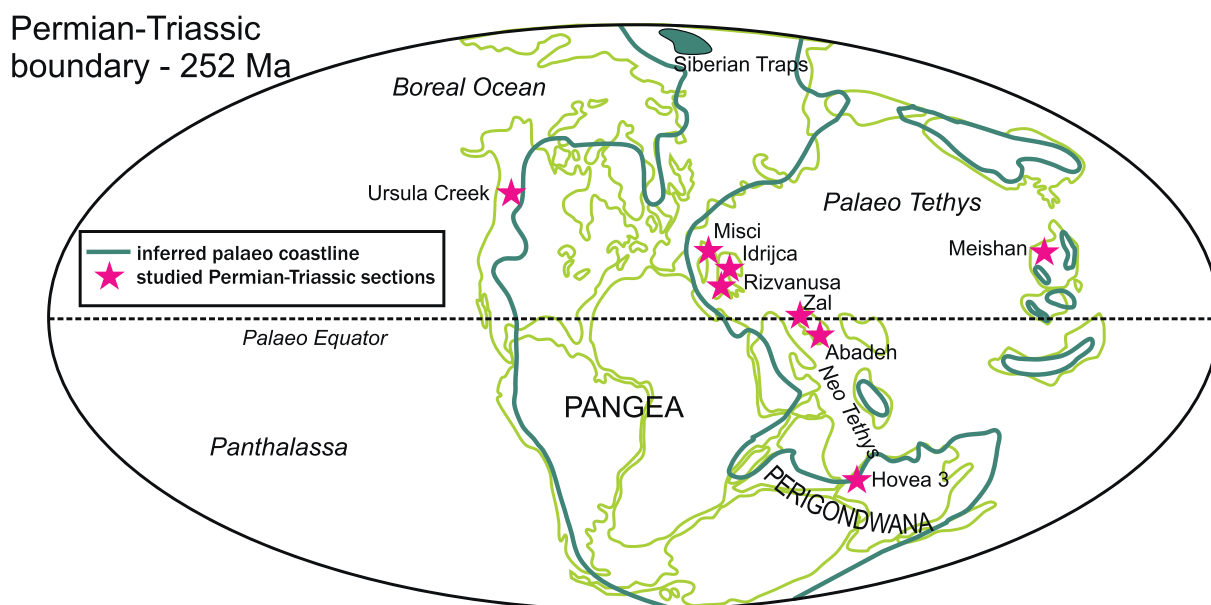 Permian-Triassic
boundary - 252 Ma
Siberian Traps
Boreal Ocean
Ursula Creek
Palaeo Tethys
Misci
Idrijca
Meishan
inferred palaeo coastline
studied Permian-Triassic sections
Rizvanusa
Zal
Palaeo Equator
Abadeh
Neo Tethys
PANGEA
Panthalassa
Hovea 3
PERIGONDWANA